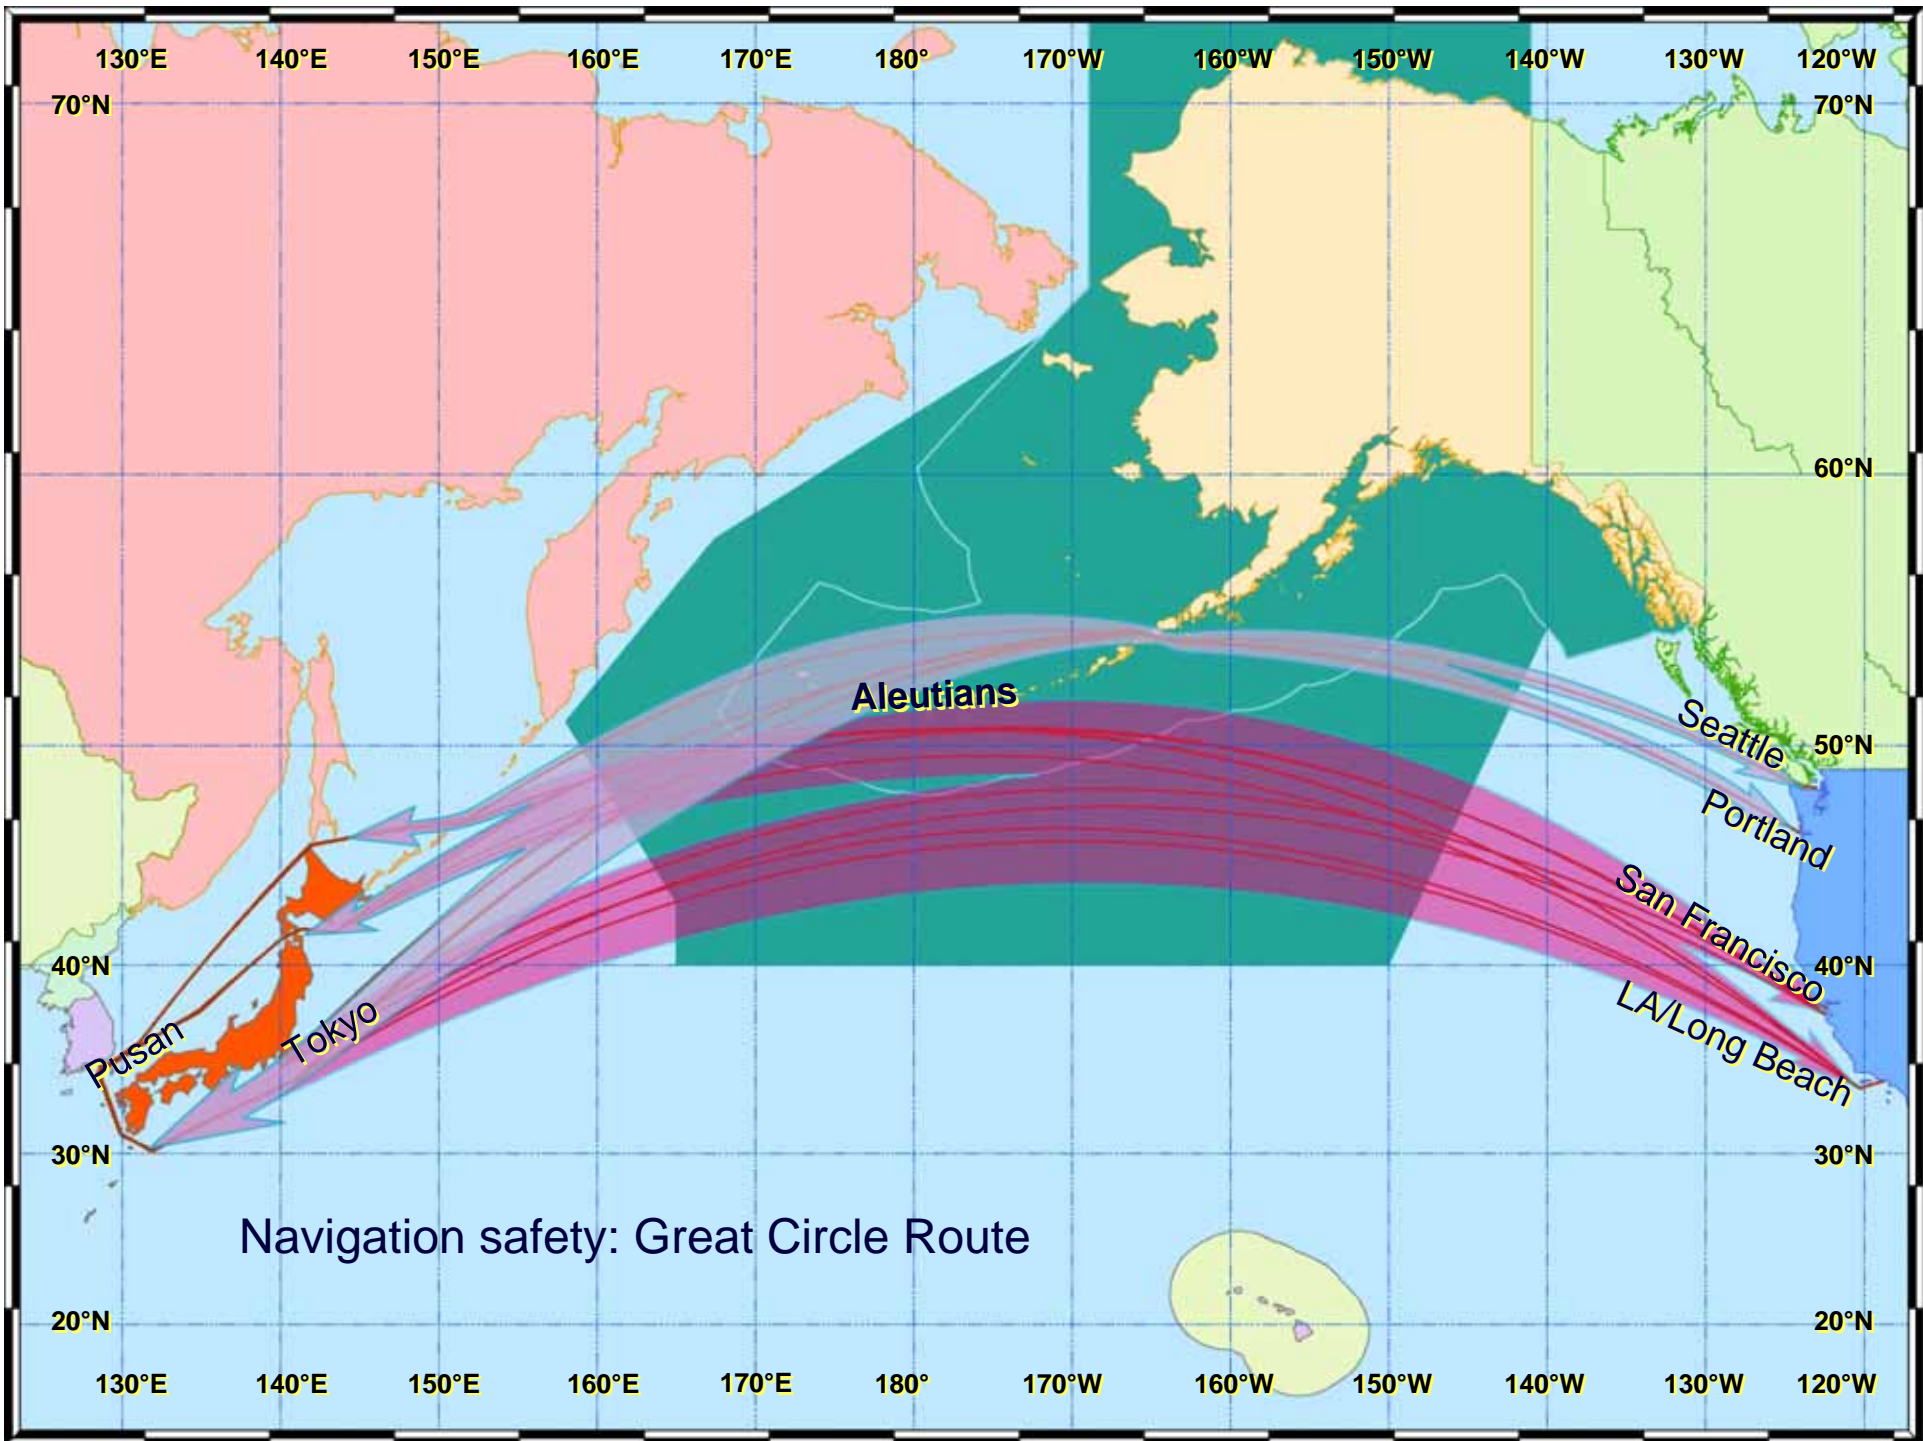 130°E 140°E 150°E 160°E 170°E 180° 170°W 160°W 150°W 140°W 130°W 120°W
70°N 70°N
60°N
Aleutians
Seattle
50°N
Portland
San Francisco
40°N 40°N
LA/Long Beach
Tokyo
Pusan
30°N 30°N
Navigation safety: Great Circle Route
20°N 20°N
130°E 140°E 150°E 160°E 170°E 180° 170°W 160°W 150°W 140°W 130°W 120°W